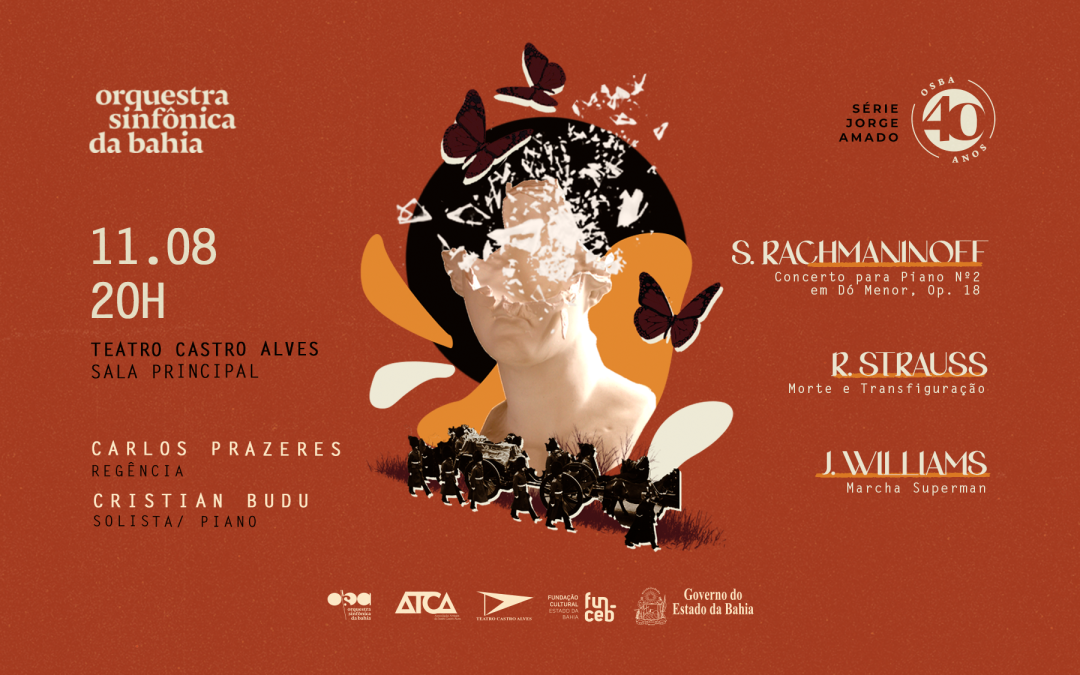 orquestra
sinfônica
da bahia
SÉRIE
JORGE
AMADO
OSBA
40
ANOS
11.08
20H
TEATRO CASTRO ALVES
SALA PRINCIPAL
CARLOS PRAZERES
REGÊNCIA
CRISTIAN BUDU
SOLISTA/ PIANO
S. RACHMANINOFF
Concerto para Piano Nº2
em Dó Menor, Op. 18
R. STRAUSS
Morte e Transfiguração
J. WILLIAMS
Marcha Superman
orquestra
sinfônica
da bahia
ATCA
TEATRO CASTRO ALVES
FUNDAÇÃO
CULTURAL
ESTADO DA
BAHIA
fun_
ceb
Governo do
Estado da Bahia